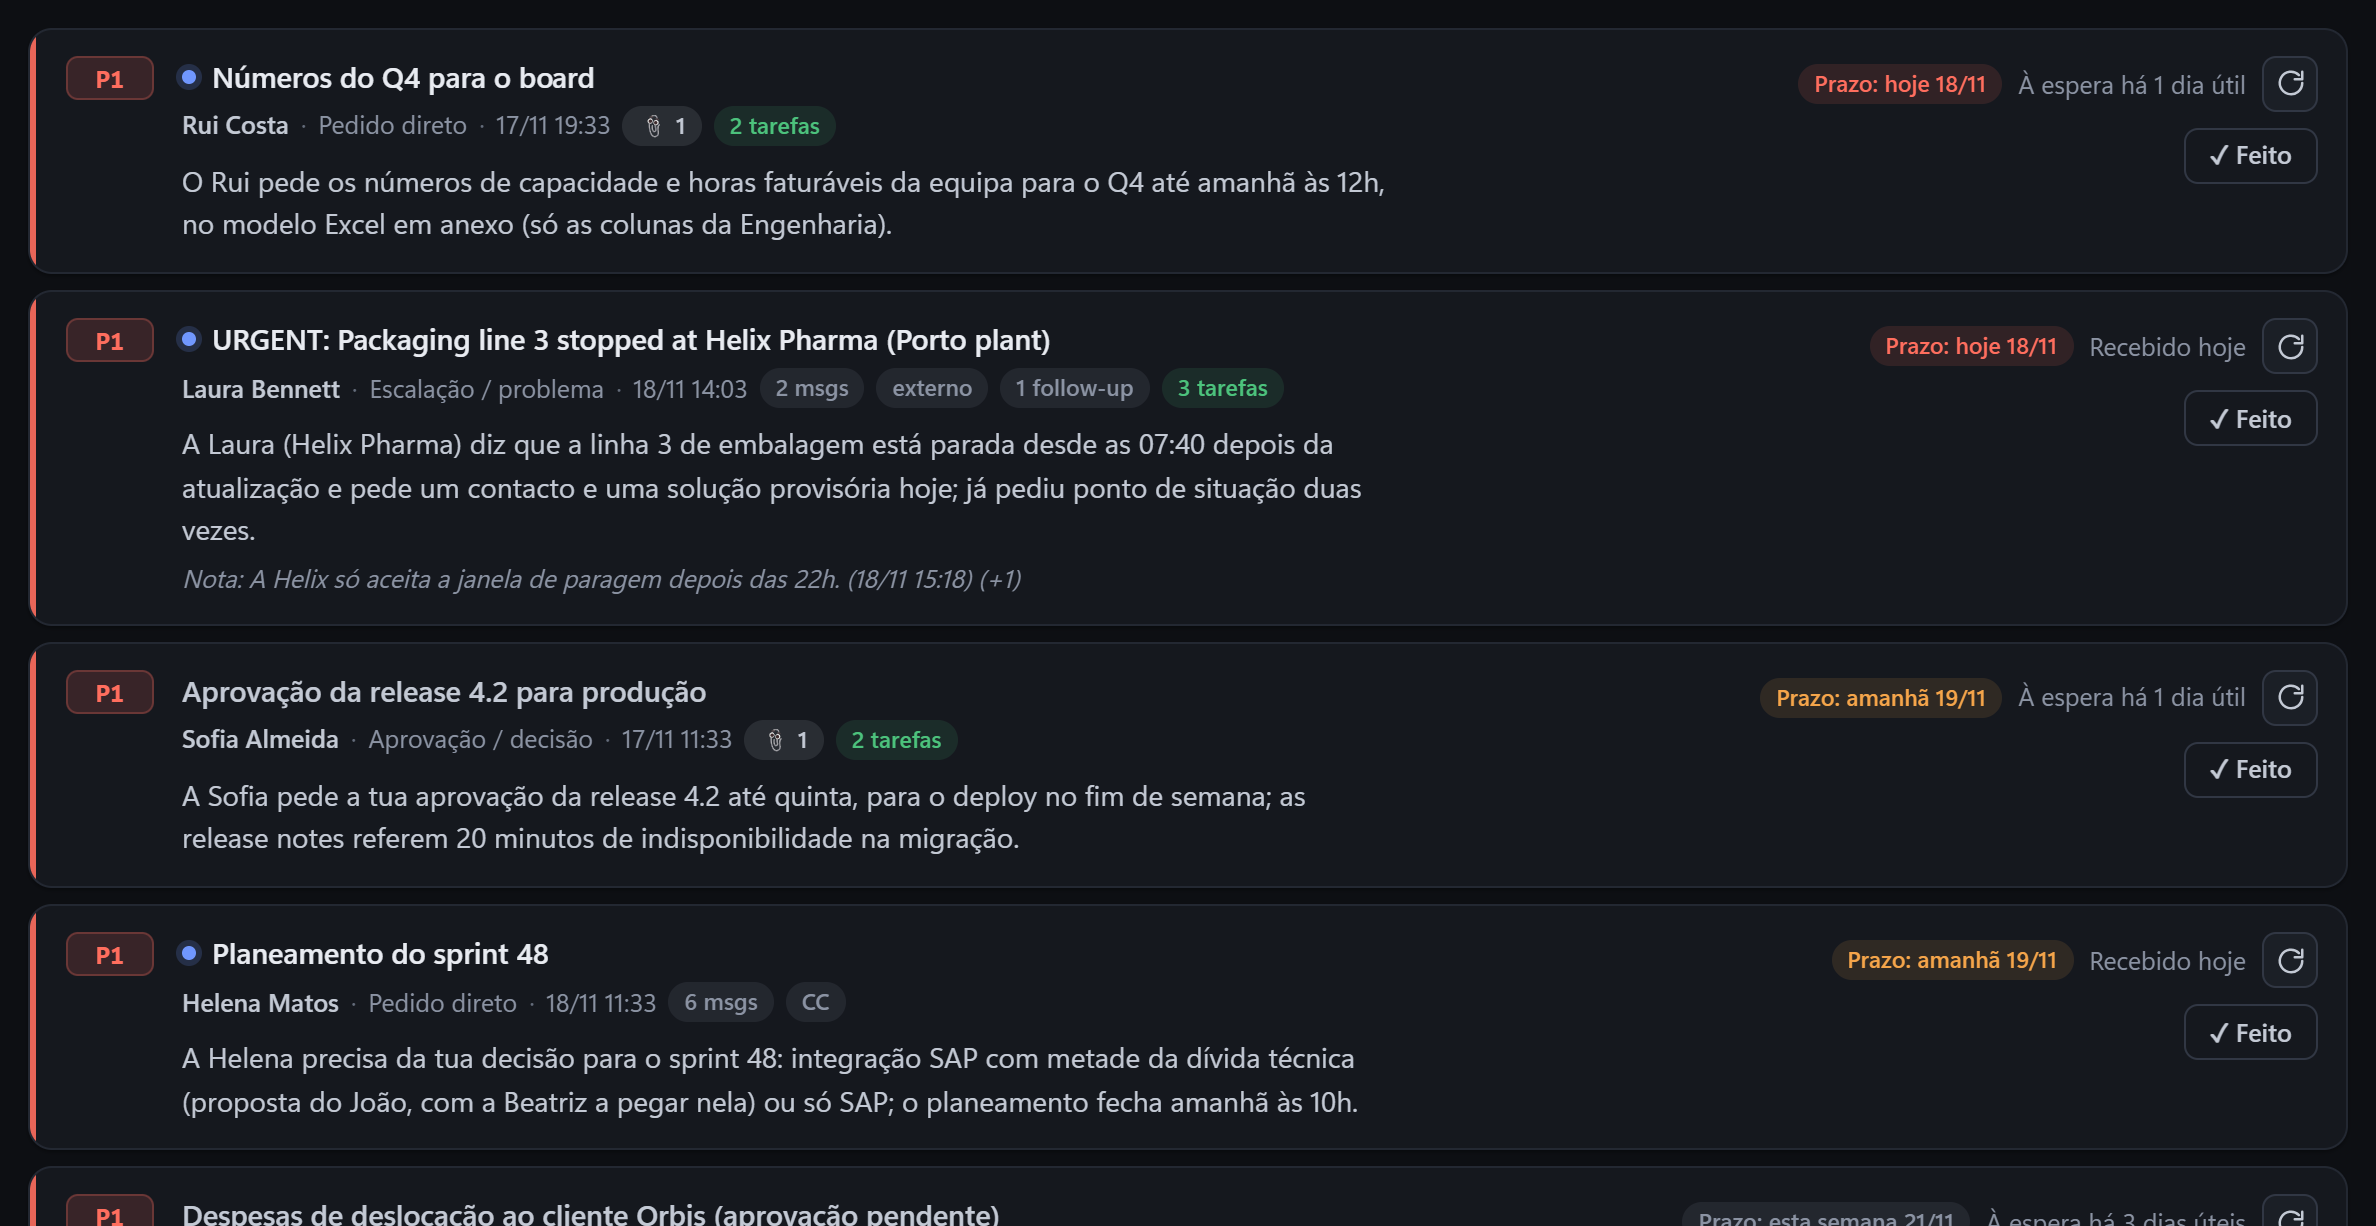 P1 Números do Q4 para o board Prazo: hoje 18/11 À espera há 1 dia útil
Rui Costa · Pedido direto · 17/11 19:33 1 2 tarefas
✓ Feito
O Rui pede os números de capacidade e horas faturáveis da equipa para o Q4 até amanhã às 12h,
no modelo Excel em anexo (só as colunas da Engenharia).
P1 URGENT: Packaging line 3 stopped at Helix Pharma (Porto plant) Prazo: hoje 18/11 Recebido hoje
Laura Bennett · Escalação / problema · 18/11 14:03 2 msgs externo 1 follow-up 3 tarefas
✓ Feito
A Laura (Helix Pharma) diz que a linha 3 de embalagem está parada desde as 07:40 depois da
atualização e pede um contacto e uma solução provisória hoje; já pediu ponto de situação duas
vezes.
Nota: A Helix só aceita a janela de paragem depois das 22h. (18/11 15:18) (+1)
P1 Aprovação da release 4.2 para produção Prazo: amanhã 19/11 À espera há 1 dia útil
Sofia Almeida · Aprovação / decisão · 17/11 11:33 1 2 tarefas
✓ Feito
A Sofia pede a tua aprovação da release 4.2 até quinta, para o deploy no fim de semana; as
release notes referem 20 minutos de indisponibilidade na migração.
P1 Planeamento do sprint 48 Prazo: amanhã 19/11 Recebido hoje
Helena Matos · Pedido direto · 18/11 11:33 6 msgs CC
✓ Feito
A Helena precisa da tua decisão para o sprint 48: integração SAP com metade da dívida técnica
(proposta do João, com a Beatriz a pegar nela) ou só SAP; o planeamento fecha amanhã às 10h.
P1 Despesas de deslocação ao cliente Orbis (aprovação pendente) Prazo: esta semana 21/11 À espera há 3 dias úteis